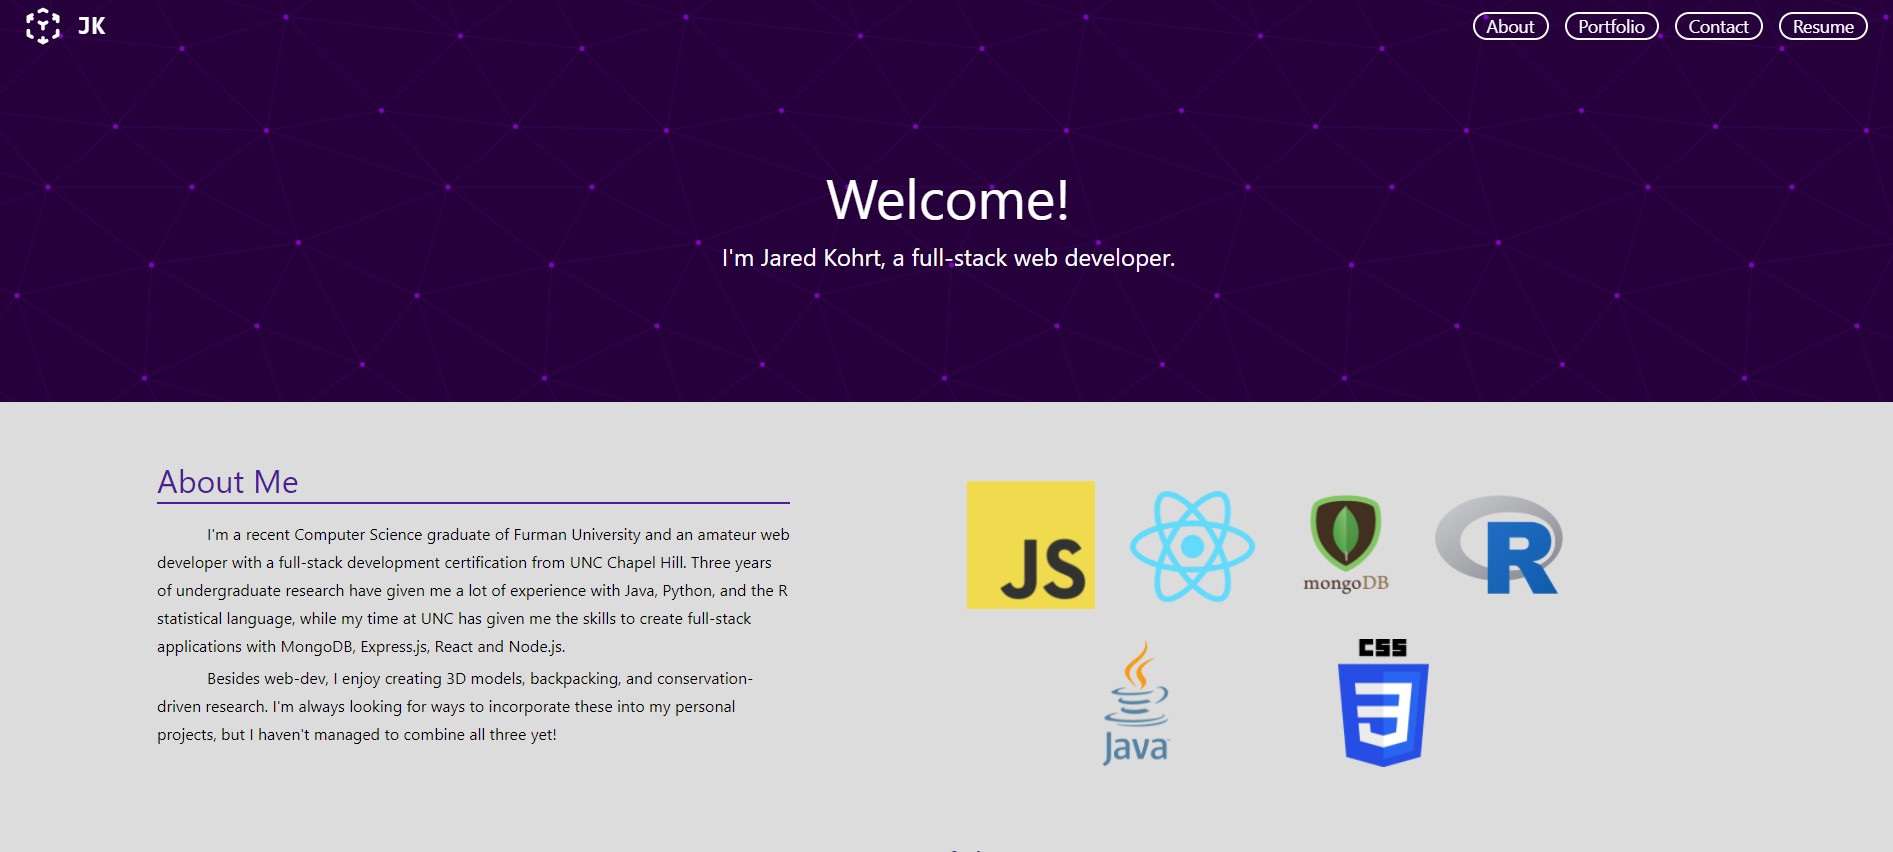 JK
About Portfolio Contact Resume
Welcome!
I'm Jared Kohrt, a full-stack web developer.
About Me
I'm a recent Computer Science graduate of Furman University and an amateur web
developer with a full-stack development certification from UNC Chapel Hill. Three years
of undergraduate research have given me a lot of experience with Java, Python, and the R
statistical language, while my time at UNC has given me the skills to create full-stack
applications with MongoDB, Express.js, React and Node.js.
Besides web-dev, I enjoy creating 3D models, backpacking, and conservation-
driven research. I'm always looking for ways to incorporate these into my personal
projects, but I haven't managed to combine all three yet!
JS
mongoDB
R
Java
CSS
3